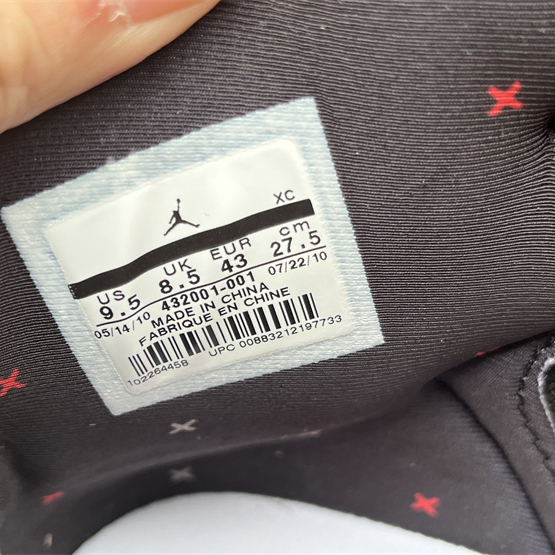 XC
US UK EUR cm
9.5 8.5 43 27.5
05/14/10 432001-001 07/22/10
MADE IN CHINA
FABRIQUE EN CHINE
102264458 UPC 00883212197733